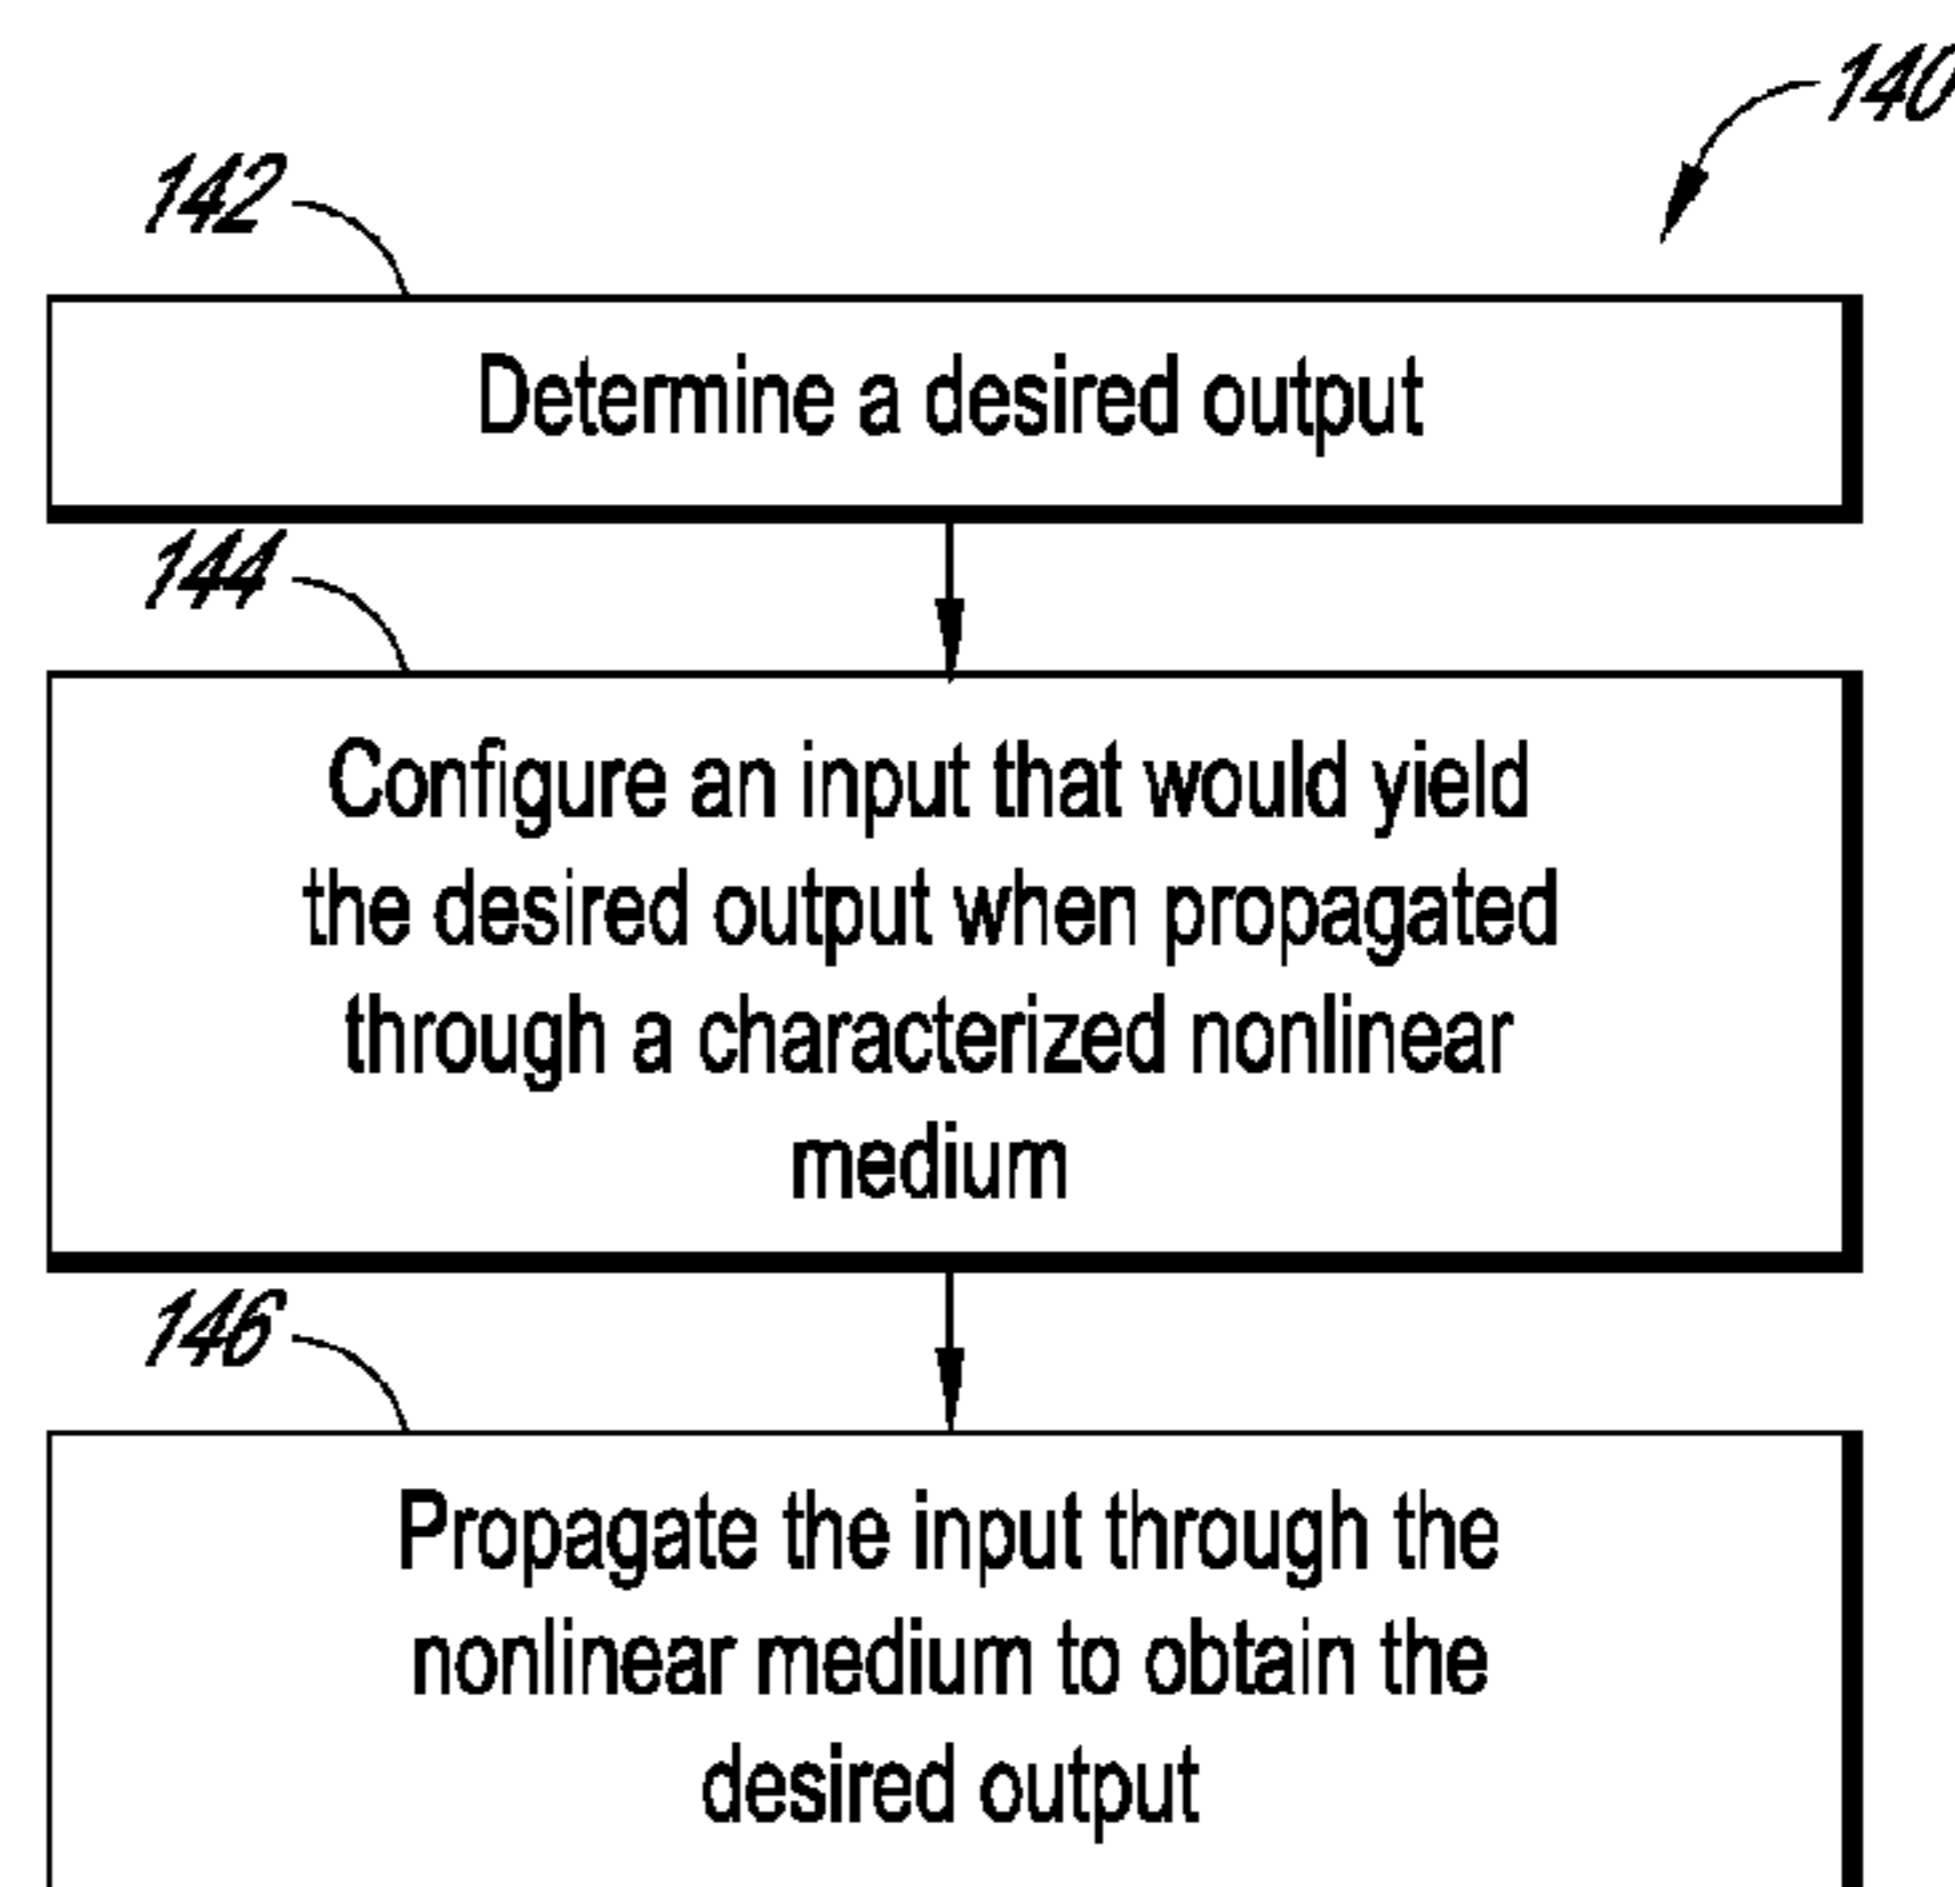 140
142
Determine a desired output
144
Configure an input that would yield
the desired output when propagated
through a characterized nonlinear
medium
146
Propagate the input through the
nonlinear medium to obtain the
desired output